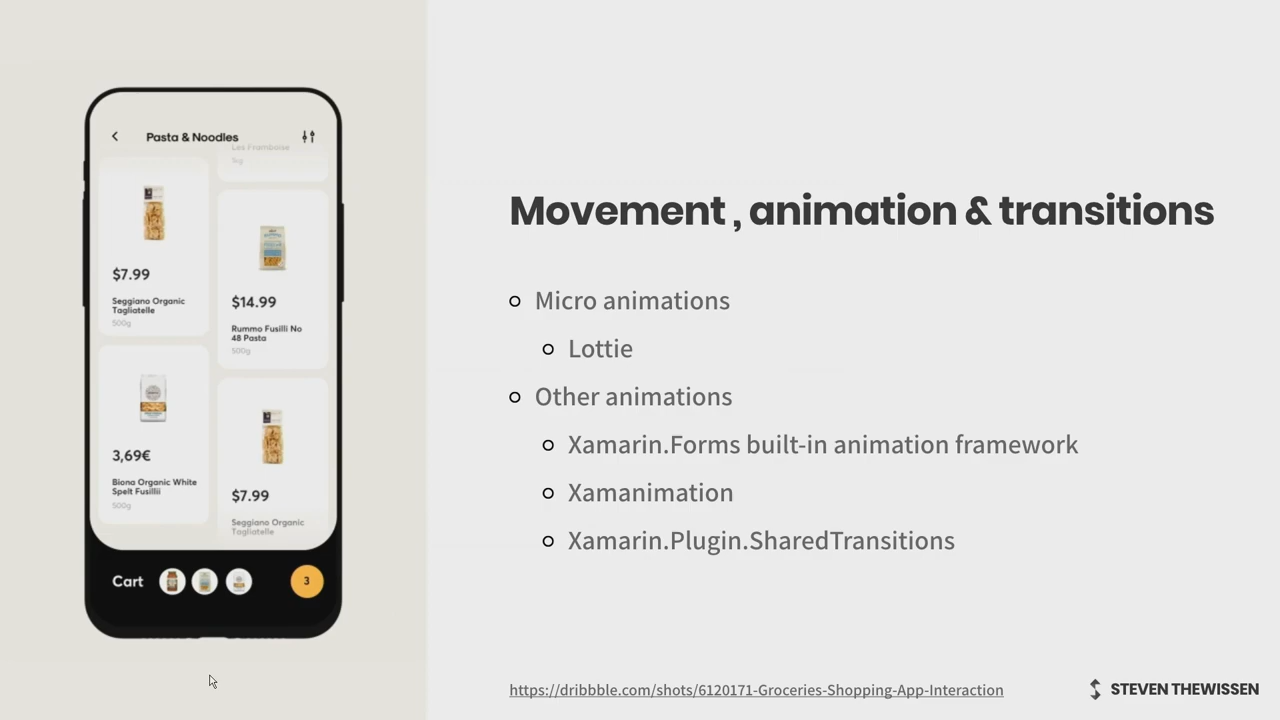 Pasta & Noodles
Les Framboise
1kg
$7.99
Seggiano Organic
Tagliatelle
500g
$14.99
Rummo Fusilli No
48 Pasta
500g
3,69€
Biona Organic White
Spelt Fusillii
500g
$7.99
Seggiano Organic
Tagliatelle
Cart
3
Movement , animation & transitions
Micro animations
Lottie
Other animations
Xamarin.Forms built-in animation framework
Xamanimation
Xamarin.Plugin.SharedTransitions
https://dribbble.com/shots/6120171-Groceries-Shopping-App-Interaction
STEVEN THEWISSEN